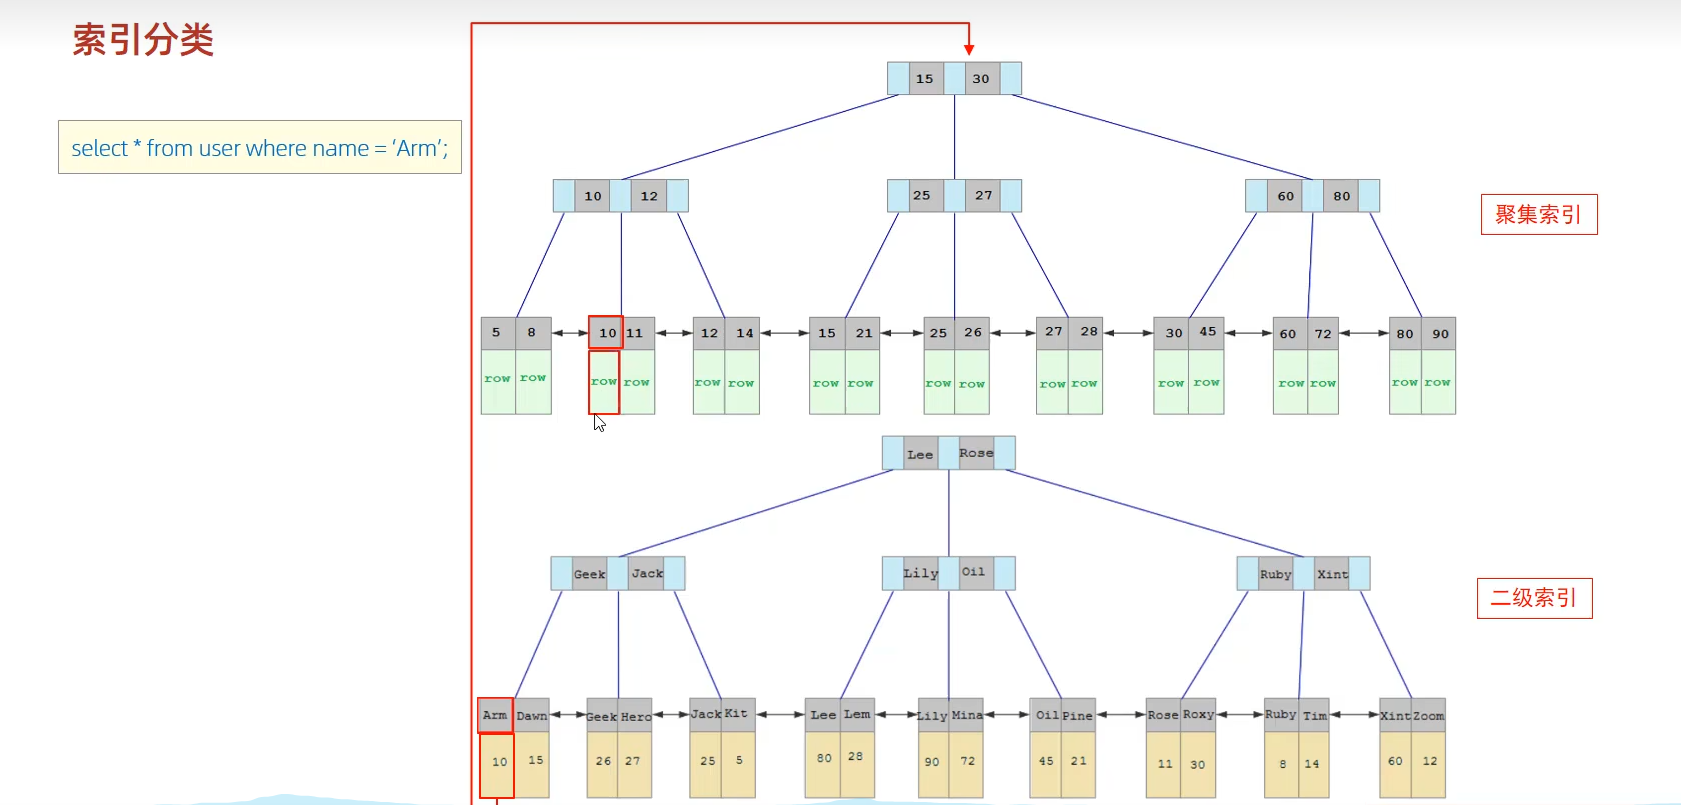 索引分类
select * from user where name = 'Arm';
15 30
10 12 25 27 60 80
聚集索引
5 8 10 11 12 14 15 21 25 26 27 28 30 45 60 72 80 90
row row row row row row row row row row row row row row row row row row
Lee Rose
Geek Jack Lily Oil Ruby Xint
二级索引
Arm Dawn Geek Hero Jack Kit Lee Lem Lily Mina Oil Pine Rose Roxy Ruby Tim Xint Zoom
10 15 26 27 25 5 80 28 90 72 45 21 11 30 8 14 60 12